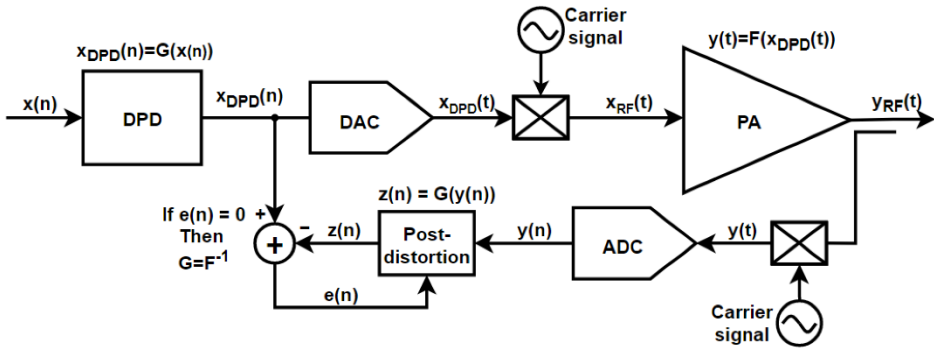 Carrier
signal
x_DPD(n)=G(x(n))
y(t)=F(x_DPD(t))
x(n)
DPD
x_DPD(n)
DAC
x_DPD(t)
x_RF(t)
PA
y_RF(t)
If e(n) = 0
Then
G=F^-1
+
−
+
z(n)
z(n) = G(y(n))
Post-
distortion
y(n)
ADC
y(t)
e(n)
Carrier
signal